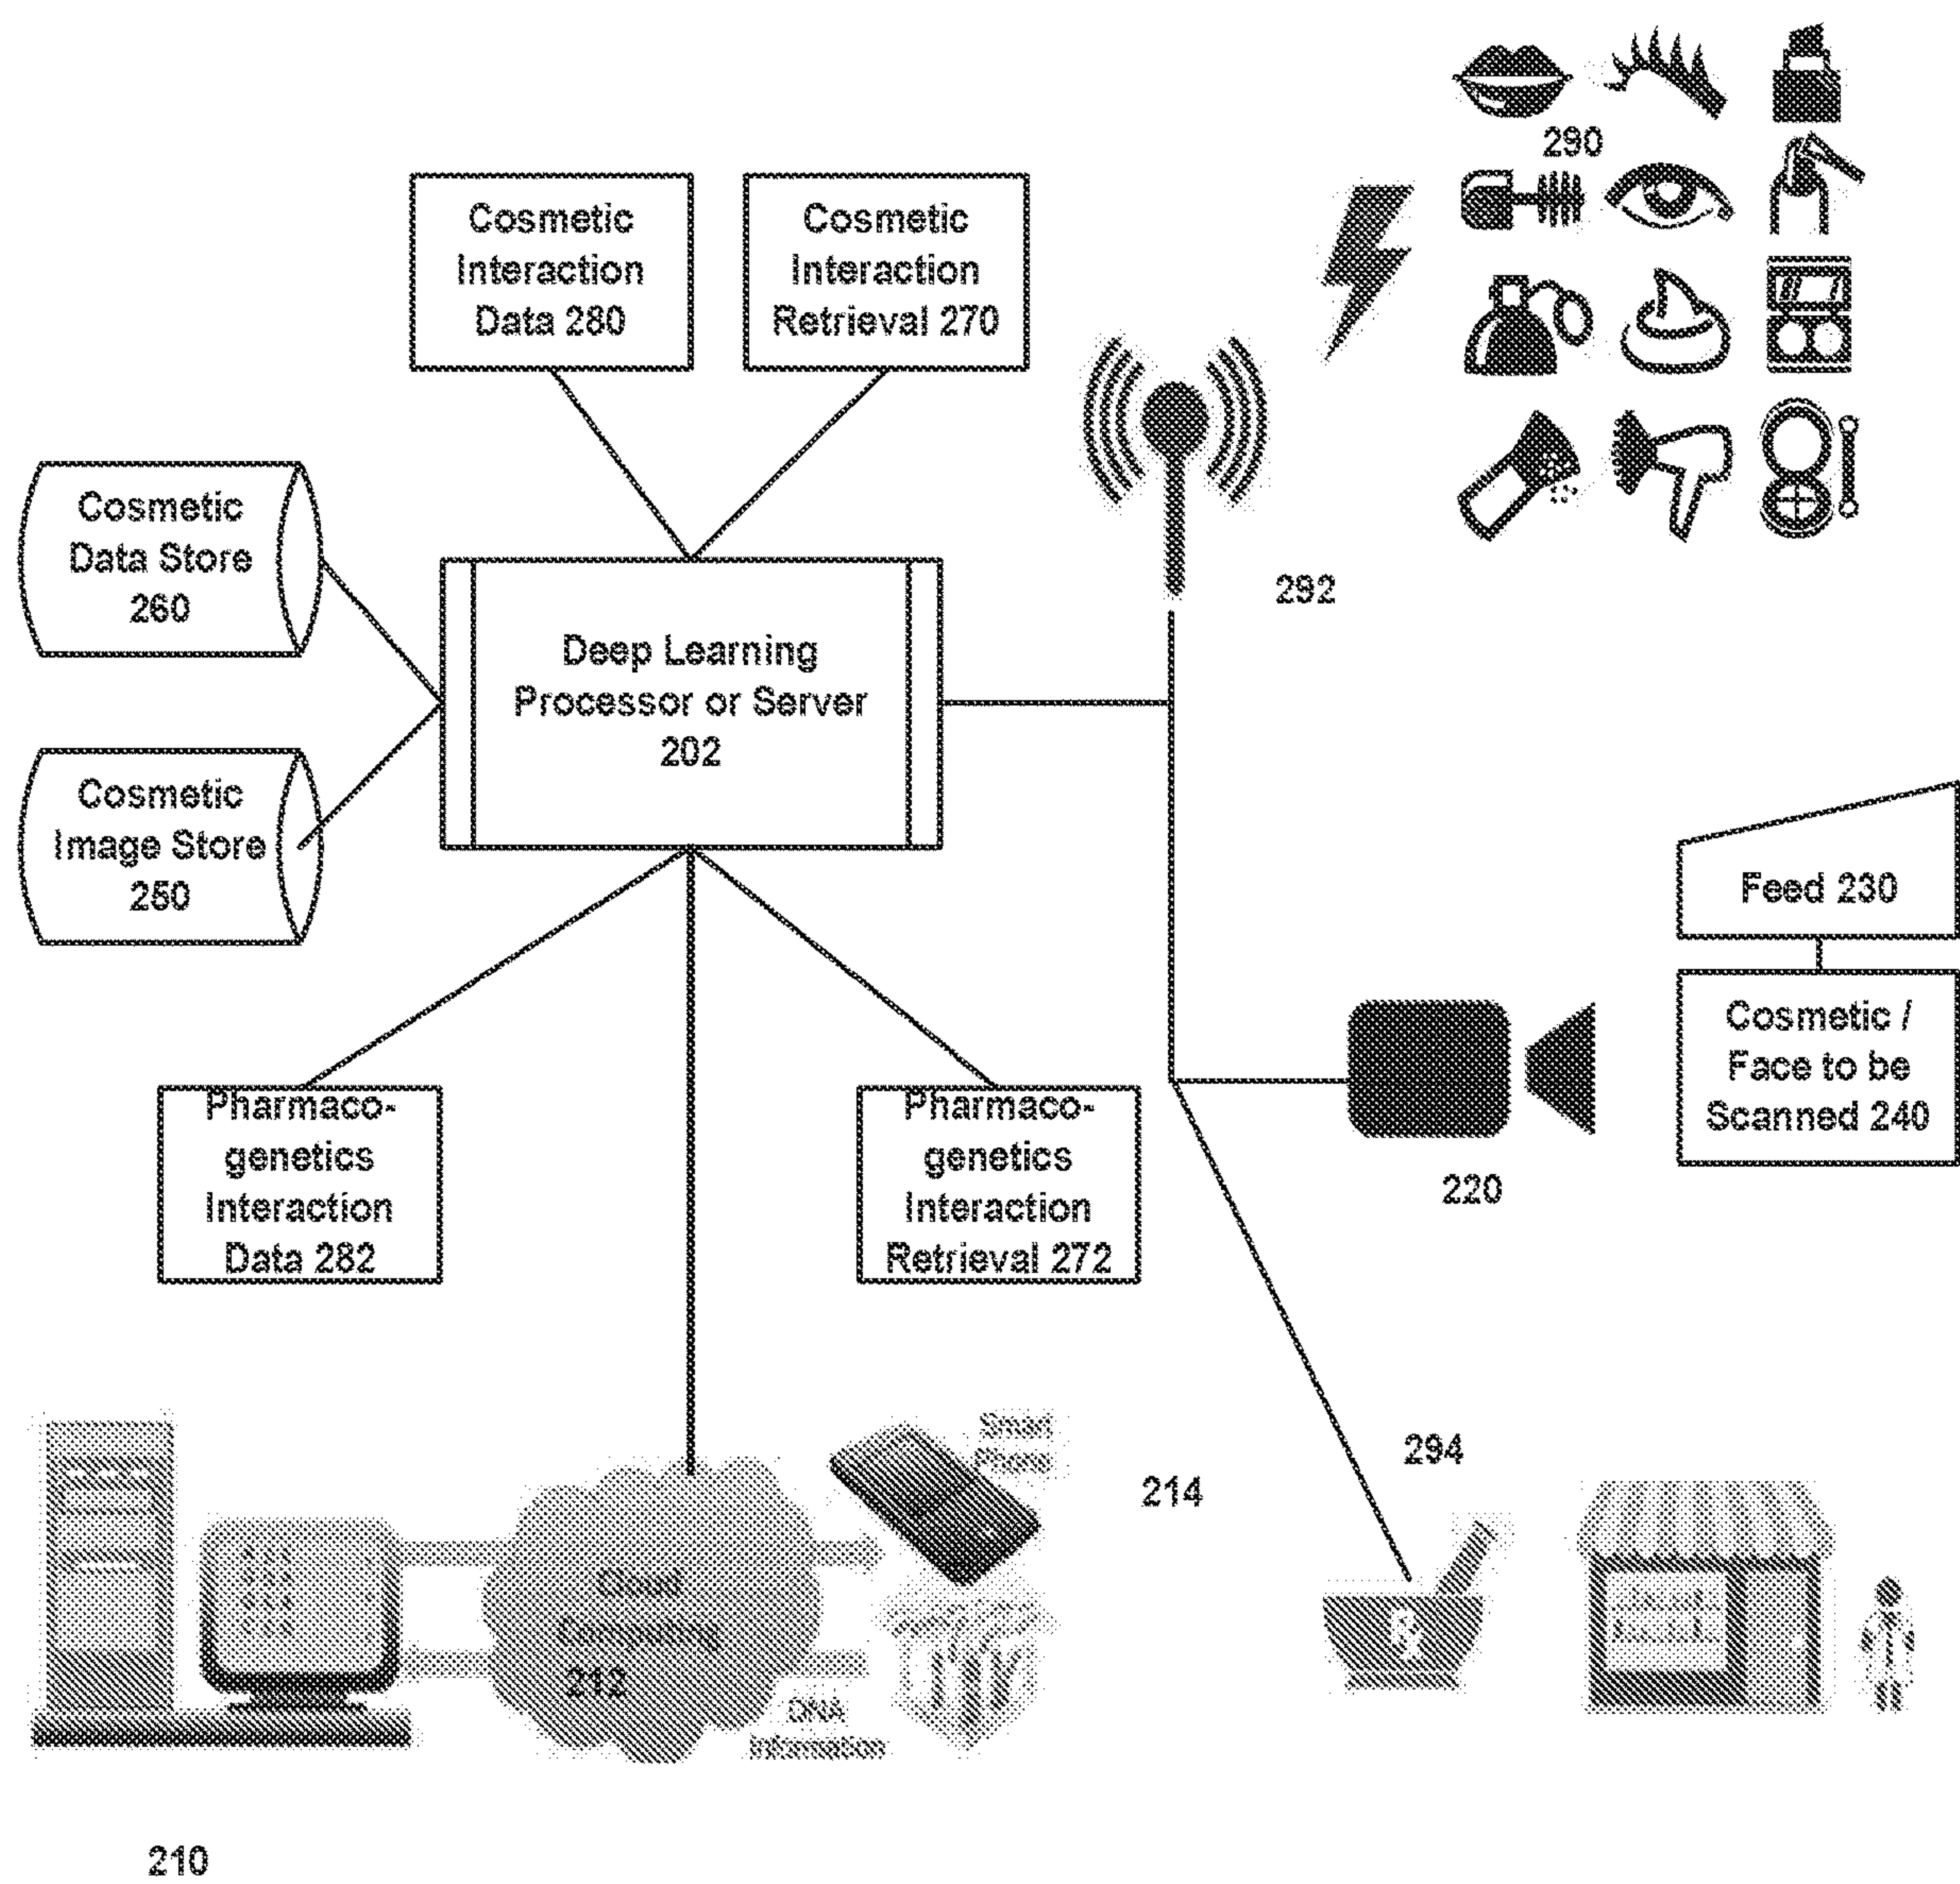 290
Cosmetic
Interaction
Data 280
Cosmetic
Interaction
Retrieval 270
Cosmetic
Data Store
260
292
Deep Learning
Processor or Server
202
Cosmetic
Image Store
250
Feed 230
Cosmetic /
Face to be
Scanned 240
220
Pharmaco-
genetics
Interaction
Data 282
Pharmaco-
genetics
Interaction
Retrieval 272
294
Smart
Phone
214
Cloud
Computing
212
DNA
Information
210